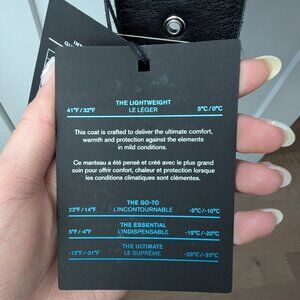 THE LIGHTWEIGHT
41°F / 32°F LE LÉGER 5°C / 0°C
This coat is crafted to deliver the ultimate comfort,
warmth and protection against the elements
in mild conditions.
Ce manteau a été pensé et créé avec le plus grand
soin pour offrir confort, chaleur et protection lorsque
les conditions climatiques sont clémentes.
THE GO-TO
23°F / 14°F L'INCONTOURNABLE -5°C / -10°C
THE ESSENTIAL
5°F / -4°F L'INDISPENSABLE -15°C / -20°C
THE ULTIMATE
-13°F / -31°F LE SUPRÊME -25°C / -35°C